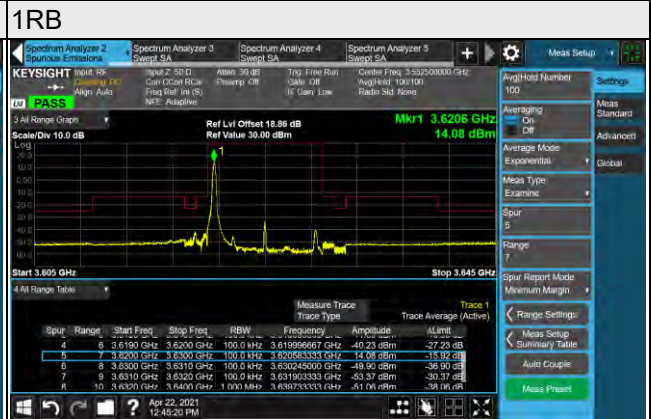 1RB
Spectrum Analyzer 2
Spurious Emissions
Spectrum Analyzer 3
Swept SA
Spectrum Analyzer 4
Swept SA
Spectrum Analyzer 5
Swept SA
Meas Setup
KEYSIGHT
Input: RF
Coupling: DC
Align: Auto
Input Z: 50 Ω
Corr CCorr RCal
Freq Ref: Int (S)
NFE: Adaptive
Atten: 30 dB
Preamp: Off
Trig: Free Run
Gate: Off
IF Gain: Low
Center Freq: 3.552500000 GHz
Avg|Hold: 100/100
Radio Std: None
PASS
3 All Range Graph
Scale/Div 10.0 dB
Ref Lvl Offset 18.86 dB
Ref Value 30.00 dBm
Mkr1 3.6206 GHz
14.08 dBm
Log
1
Start 3.605 GHz
Stop 3.645 GHz
4 All Range Table
Measure Trace
Trace 1
Trace Type
Trace Average (Active)
Spur Range Start Freq Stop Freq RBW Frequency Amplitude ΔLimit
4 6 3.6190 GHz 3.6200 GHz 100.0 kHz 3.619996667 GHz -40.23 dBm -27.23 dB
5 7 3.6200 GHz 3.6300 GHz 100.0 kHz 3.620583333 GHz 14.08 dBm -15.92 dB
6 8 3.6300 GHz 3.6310 GHz 100.0 kHz 3.630245000 GHz -49.90 dBm -36.90 dB
7 9 3.6310 GHz 3.6320 GHz 100.0 kHz 3.631903333 GHz -53.37 dBm -30.37 dB
8 10 3.6320 GHz 3.6400 GHz 1.000 MHz 3.639733333 GHz -51.06 dBm -38.06 dB
Apr 22, 2021
12:45:20 PM
Avg|Hold Number
100
Averaging
On
Off
Average Mode
Exponential
Meas Type
Examine
Spur
5
Range
7
Spur Report Mode
Minimum Margin
Range Settings
Meas Setup
Summary Table
Auto Couple
Meas Preset
Settings
Meas
Standard
Advanced
Global